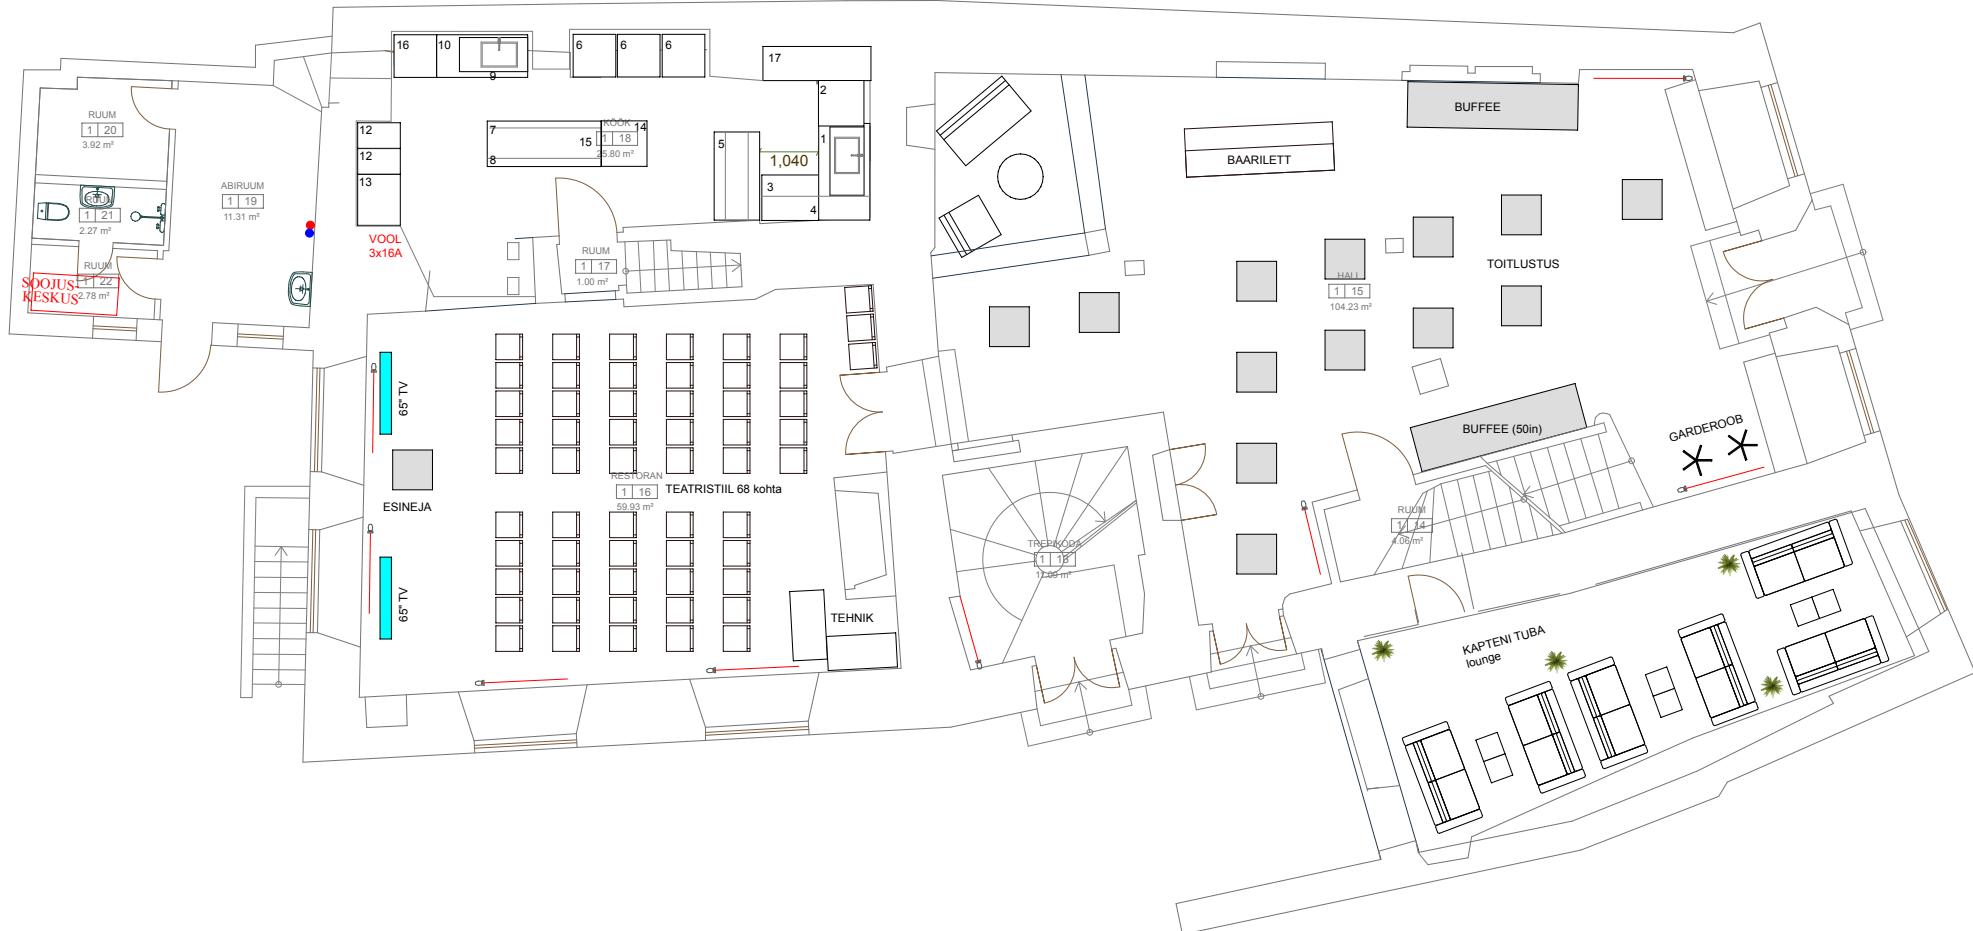 16 10
9
6 6 6
17
2
1
RUUM
1 20
3.92 m²
12
12
13
7
8
15
14
KÖÖK
1 18
25.80 m²
5
1,040
3
4
ABIRUUM
1 19
11.31 m²
RUUM
1 21
2.27 m²
VOOL
3x16A
RUUM
1 22
2.78 m²
SOOJUS-
KESKUS
RUUM
1 17
1.00 m²
BUFFEE
BAARILETT
TOITLUSTUS
HALL
1 15
104.23 m²
65" TV
ESINEJA
65" TV
RESTORAN
1 16
59.93 m²
TEATRISTIIL 68 kohta
TEHNIK
TREPIKODA
BUFFEE (50in)
GARDEROOB
RUUM
1 14
4.06 m²
KAPTENI TUBA
lounge